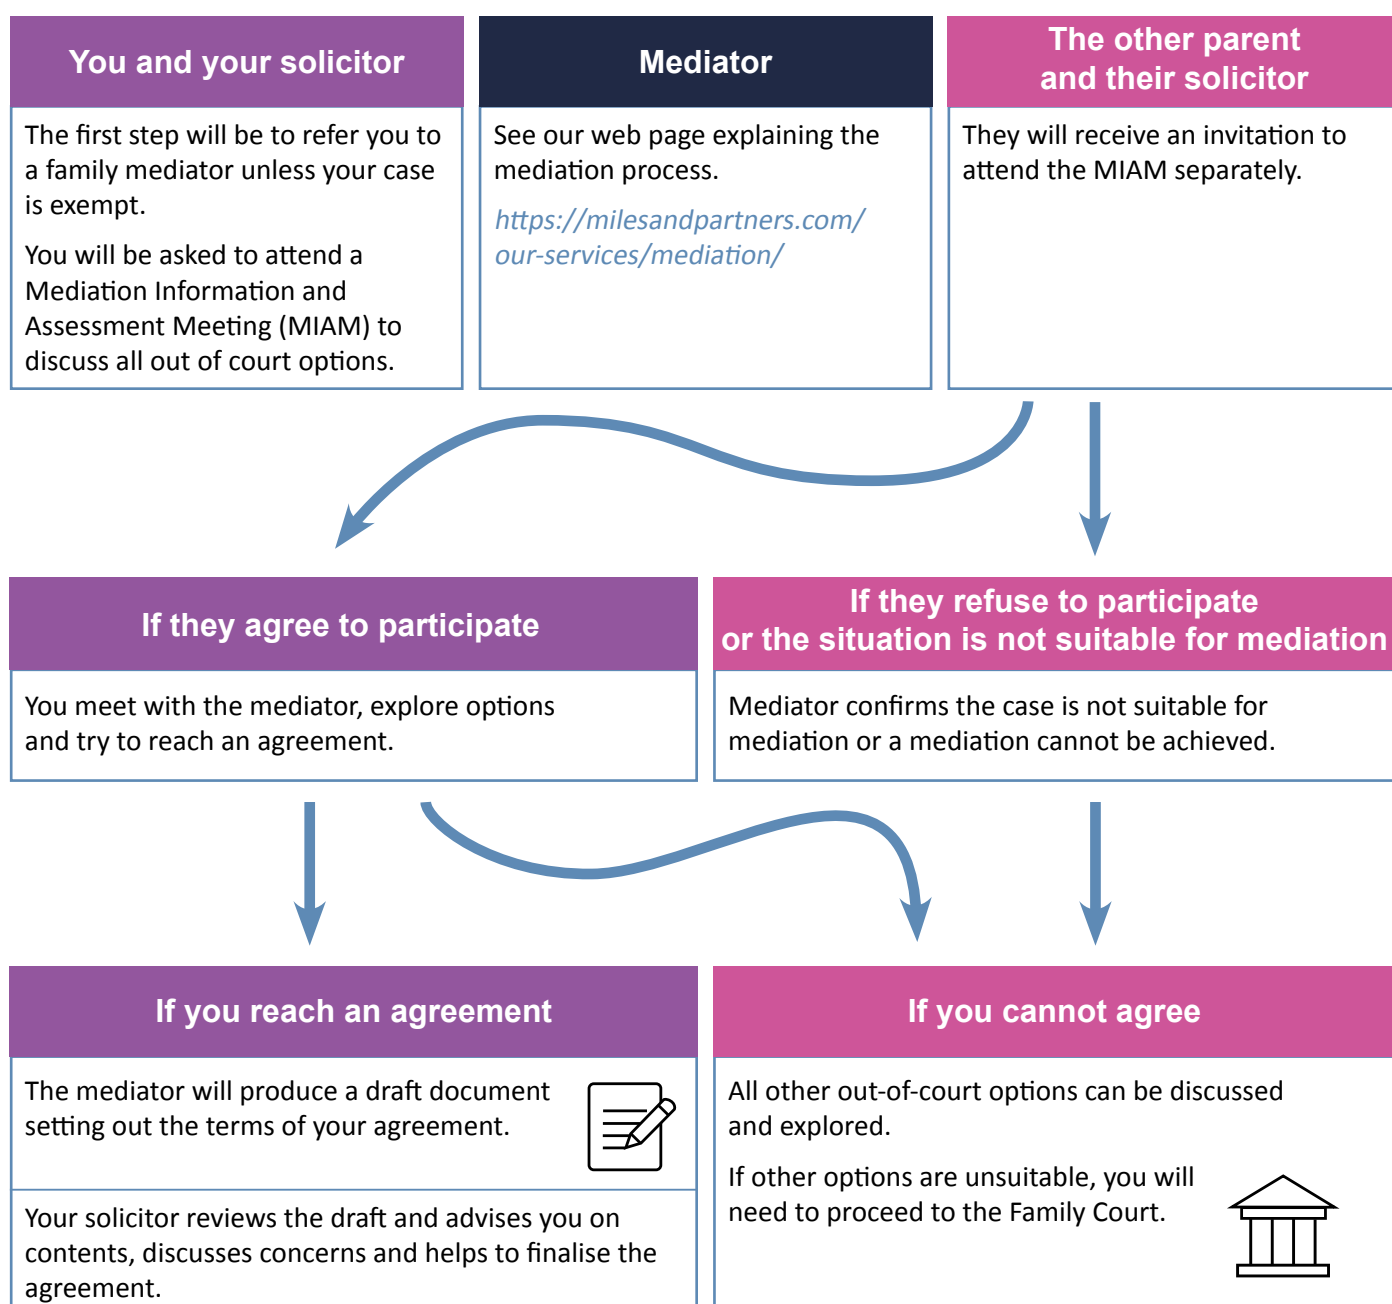 You and your solicitor
The first step will be to refer you to
a family mediator unless your case
is exempt.
You will be asked to attend a
Mediation Information and
Assessment Meeting (MIAM) to
discuss all out of court options.
Mediator
See our web page explaining the
mediation process.
https://milesandpartners.com/
our-services/mediation/
The other parent
and their solicitor
They will receive an invitation to
attend the MIAM separately.
If they agree to participate
You meet with the mediator, explore options
and try to reach an agreement.
If they refuse to participate
or the situation is not suitable for mediation
Mediator confirms the case is not suitable for
mediation or a mediation cannot be achieved.
If you reach an agreement
The mediator will produce a draft document
setting out the terms of your agreement.
Your solicitor reviews the draft and advises you on
contents, discusses concerns and helps to finalise the
agreement.
If you cannot agree
All other out-of-court options can be discussed
and explored.
If other options are unsuitable, you will
need to proceed to the Family Court.